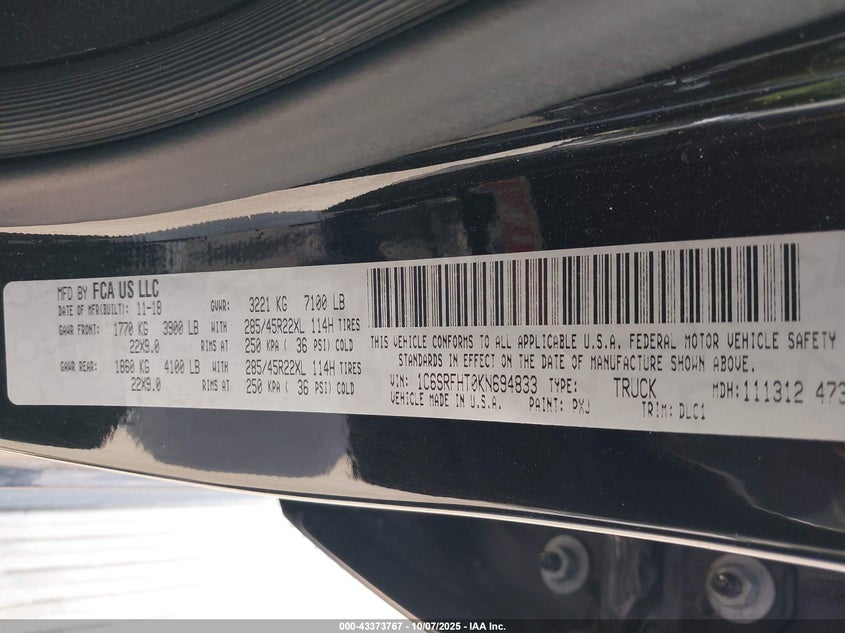 MFD BY FCA US LLC
DATE OF MFR(BUILT): 11-18 GVWR: 3221 KG 7100 LB
GAWR FRONT: 1770 KG 3900 LB WITH 285/45R22XL 114H TIRES
22X9.0 RIMS AT 250 KPA ( 36 PSI) COLD
GAWR REAR: 1860 KG 4100 LB WITH 285/45R22XL 114H TIRES
22X9.0 RIMS AT 250 KPA ( 36 PSI) COLD
THIS VEHICLE CONFORMS TO ALL APPLICABLE U.S.A. FEDERAL MOTOR VEHICLE SAFETY
STANDARDS IN EFFECT ON THE DATE OF MANUFACTURE SHOWN ABOVE.
VIN: 1C6SRFHT0KN694833 TYPE: TRUCK MDH: 111312 473
VEHICLE MADE IN U.S.A. PAINT: PXJ TRIM: DLC1
000-43373767 - 10/07/2025 - IAA Inc.